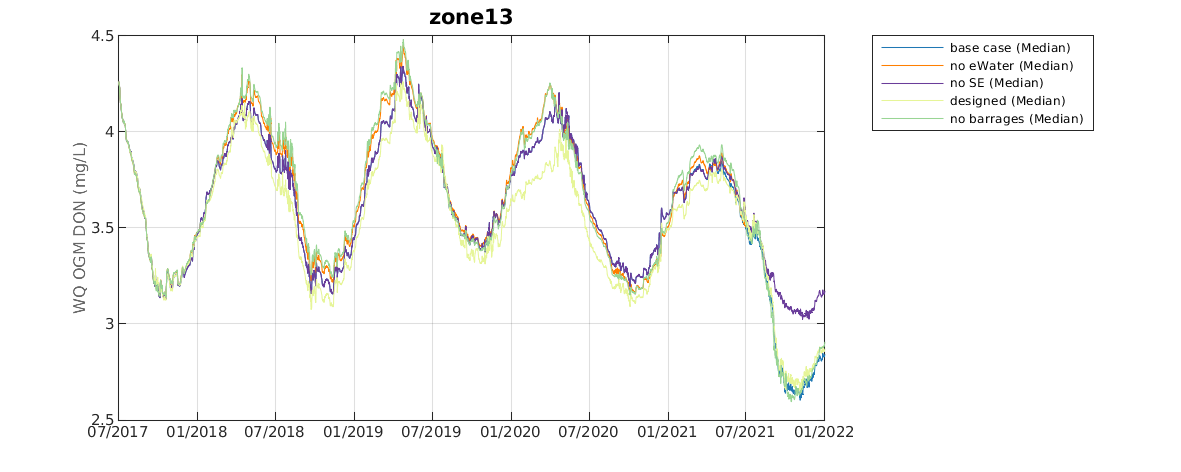 zone13
WQ OGM DON (mg/L)
4.5
4
3.5
3
2.5
07/2017 01/2018 07/2018 01/2019 07/2019 01/2020 07/2020 01/2021 07/2021 01/2022
base case (Median)
no eWater (Median)
no SE (Median)
designed (Median)
no barrages (Median)